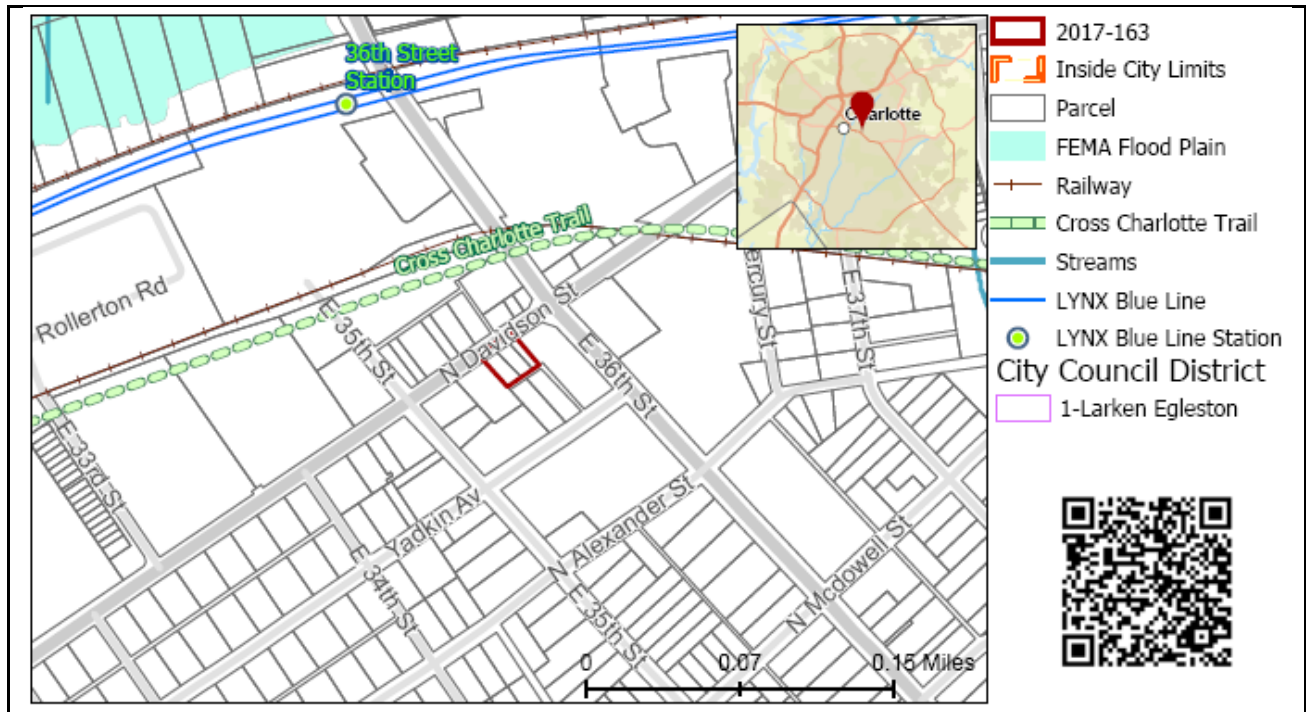 36th Street
Station
Charlotte
Cross Charlotte Trail
Rollerton Rd
E 35th St
N Davidson St
E 36th St
ercury St
E 37th St
E 33rd St
Yadkin Av
E 34th St
N Alexander St
E 35th St
N Mcdowell St
0 0.07 0.15 Miles
2017-163
Inside City Limits
Parcel
FEMA Flood Plain
Railway
Cross Charlotte Trail
Streams
LYNX Blue Line
LYNX Blue Line Station
City Council District
1-Larken Egleston